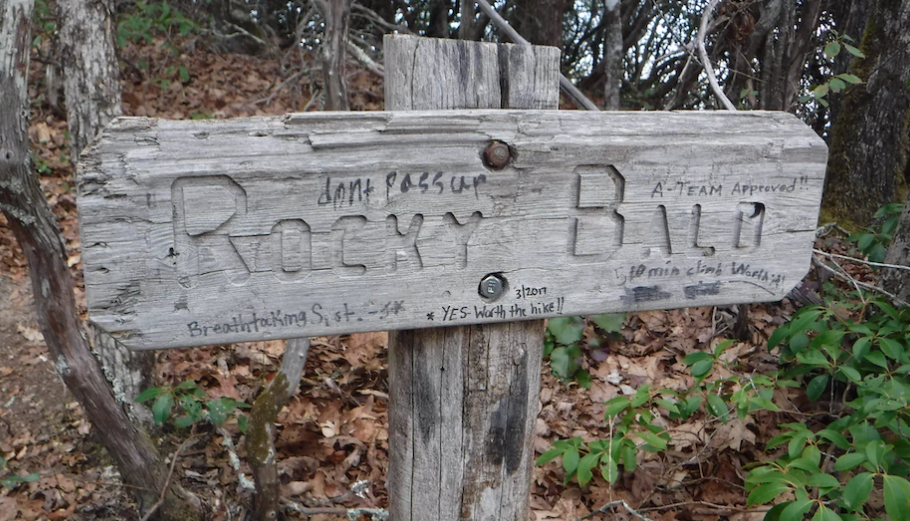 dont pass up
A-TEAM Approved!!
ROCKY BALD
10 min climb Worth it!
3/2017
Breathtaking
* YES- Worth the hike!!